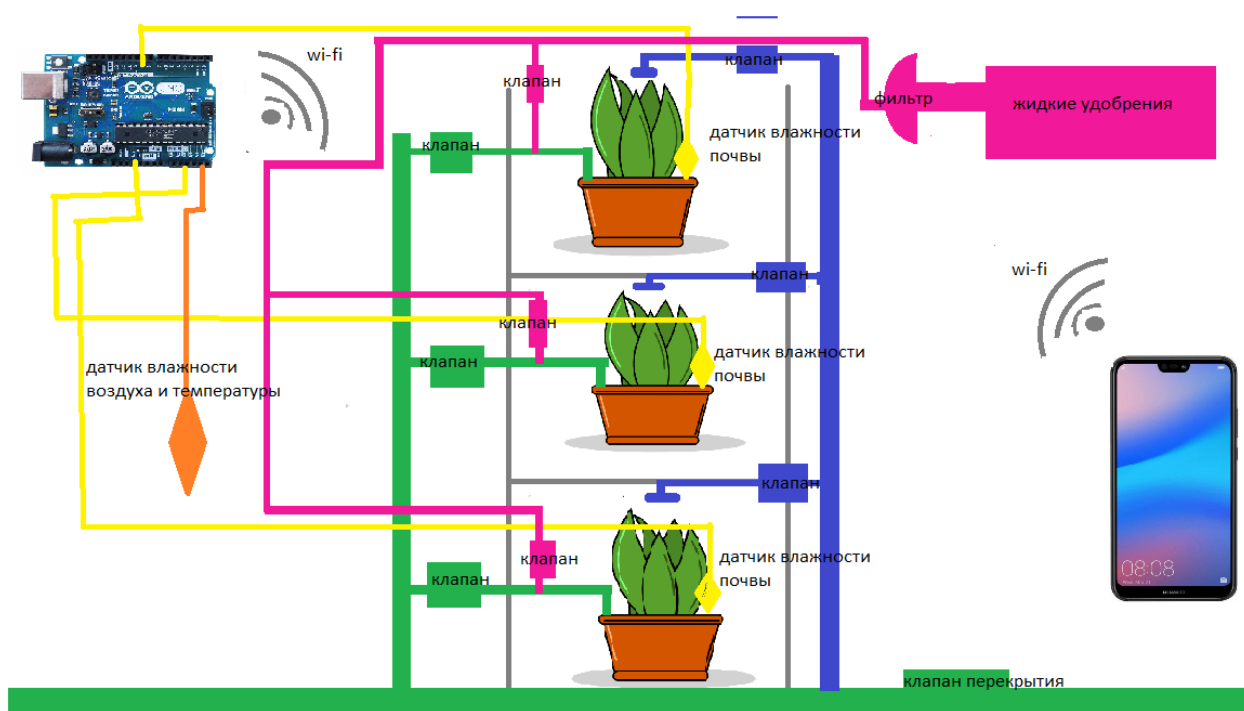 wi-fi
клапан
клапан
фильтр
жидкие удобрения
клапан
датчик влажности
почвы
клапан
wi-fi
клапан
клапан
датчик влажности
почвы
датчик влажности
воздуха и температуры
клапан
клапан
датчик влажности
почвы
клапан
08:08
клапан перекрытия